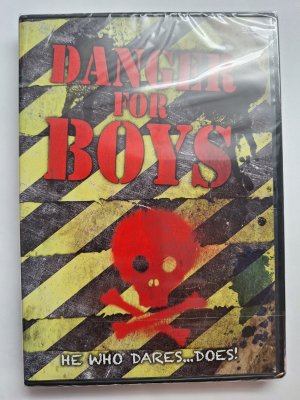 DANGER
FOR
BOYS
HE WHO DARES...DOES!